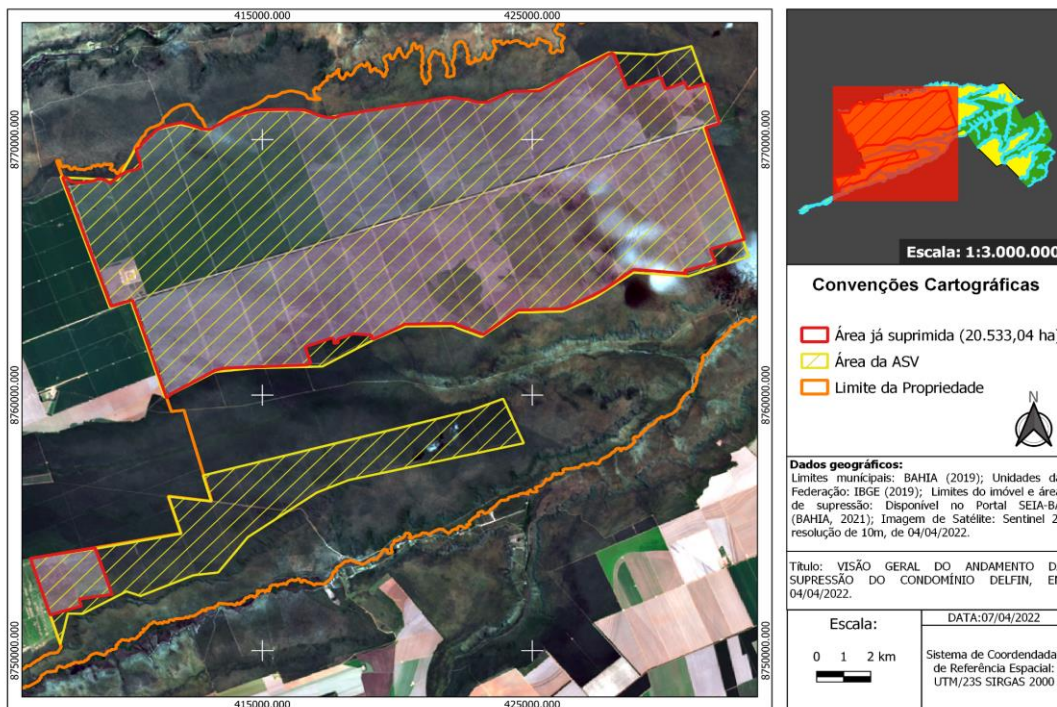 415000.000
425000.000
8770000.000
8770000.000
8760000.000
8760000.000
8750000.000
8750000.000
415000.000
425000.000
Escala: 1:3.000.000
Convenções Cartográficas
Área já suprimida (20.533,04 ha)
Área da ASV
Limite da Propriedade
N
Dados geográficos:
Limites municipais: BAHIA (2019); Unidades da
Federação: IBGE (2019); Limites do imóvel e área
de supressão: Disponível no Portal SEIA-BA
(BAHIA, 2021); Imagem de Satélite: Sentinel 2,
resolução de 10m, de 04/04/2022.
Título: VISÃO GERAL DO ANDAMENTO DA
SUPRESSÃO DO CONDOMÍNIO DELFIN, EM
04/04/2022.
Escala:
0 1 2 km
DATA:07/04/2022
Sistema de Coordendadas
de Referência Espacial:
UTM/23S SIRGAS 2000